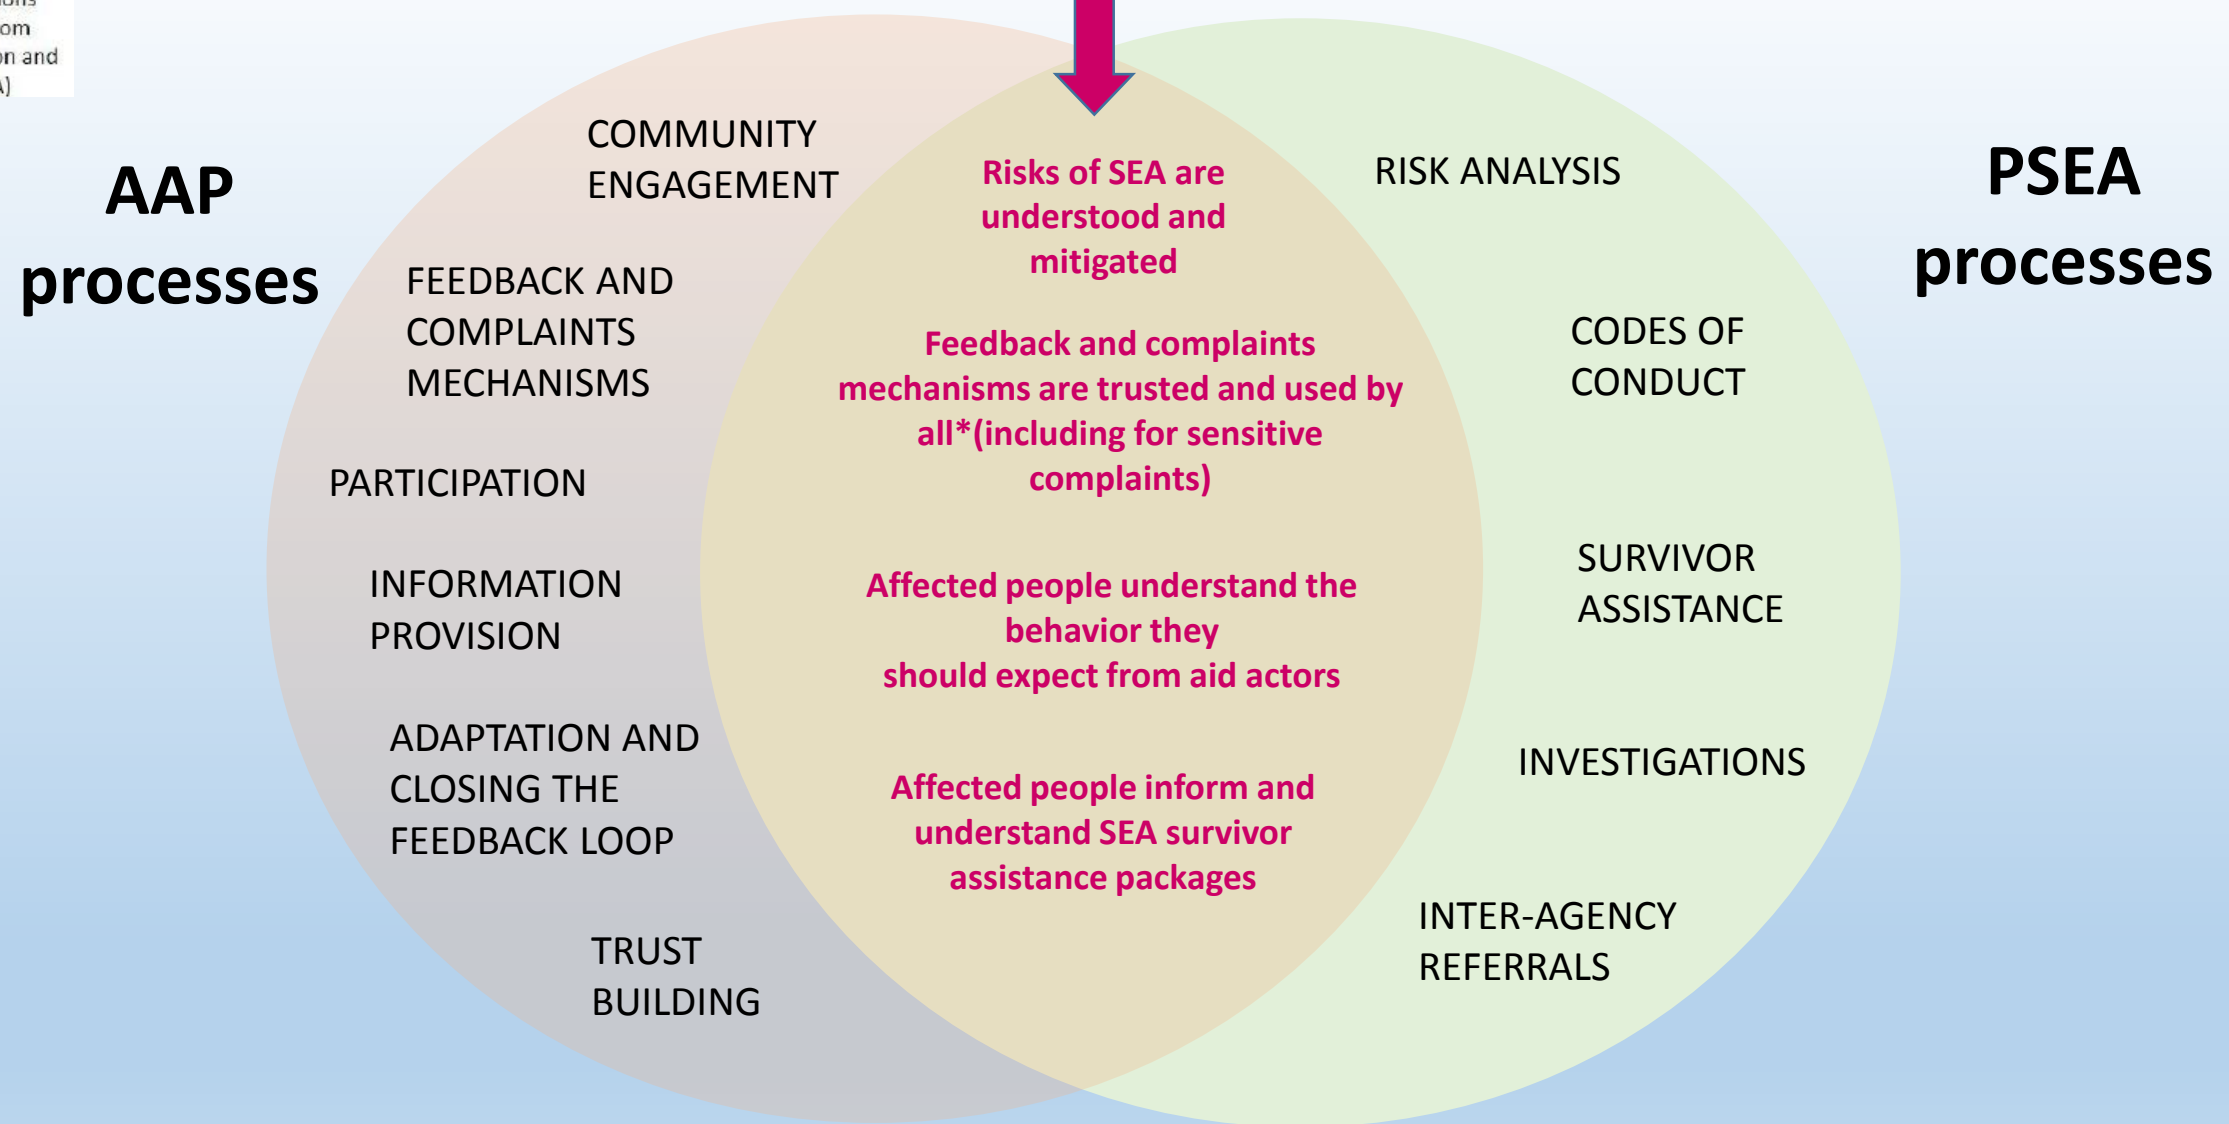 om
on and
A)
AAP
processes
COMMUNITY
ENGAGEMENT
FEEDBACK AND
COMPLAINTS
MECHANISMS
PARTICIPATION
INFORMATION
PROVISION
ADAPTATION AND
CLOSING THE
FEEDBACK LOOP
TRUST
BUILDING
Risks of SEA are
understood and
mitigated
Feedback and complaints
mechanisms are trusted and used by
all*(including for sensitive
complaints)
Affected people understand the
behavior they
should expect from aid actors
Affected people inform and
understand SEA survivor
assistance packages
RISK ANALYSIS
CODES OF
CONDUCT
SURVIVOR
ASSISTANCE
INVESTIGATIONS
INTER-AGENCY
REFERRALS
PSEA
processes